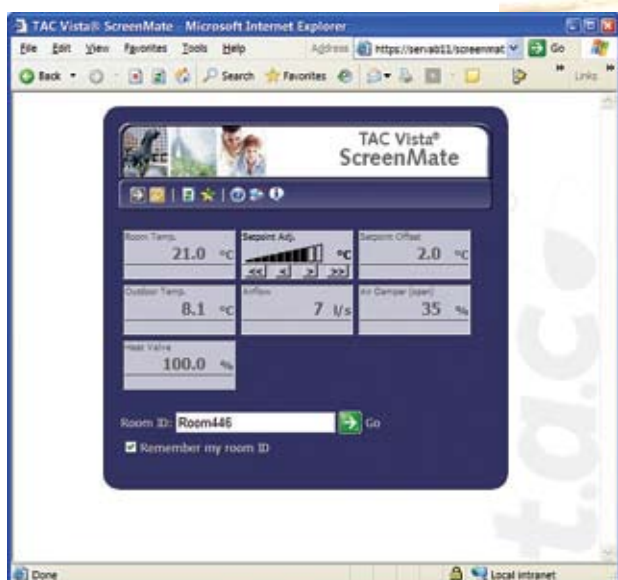 TAC Vista® ScreenMate - Microsoft Internet Explorer
File Edit View Favorites Tools Help Address https://servab11/screenmat Go
Back Search Favorites Links
TAC Vista®
ScreenMate
Room Temp. Setpoint Adj. Setpoint Offset
21.0 °C °C 2.0 °C
<< < > >>
Outdoor Temp. Airflow Air Damper (open)
8.1 °C 7 l/s 35 %
Heat Valve
100.0 %
Room ID: Room446 Go
Remember my room ID
t.a.c.o
Done Local intranet